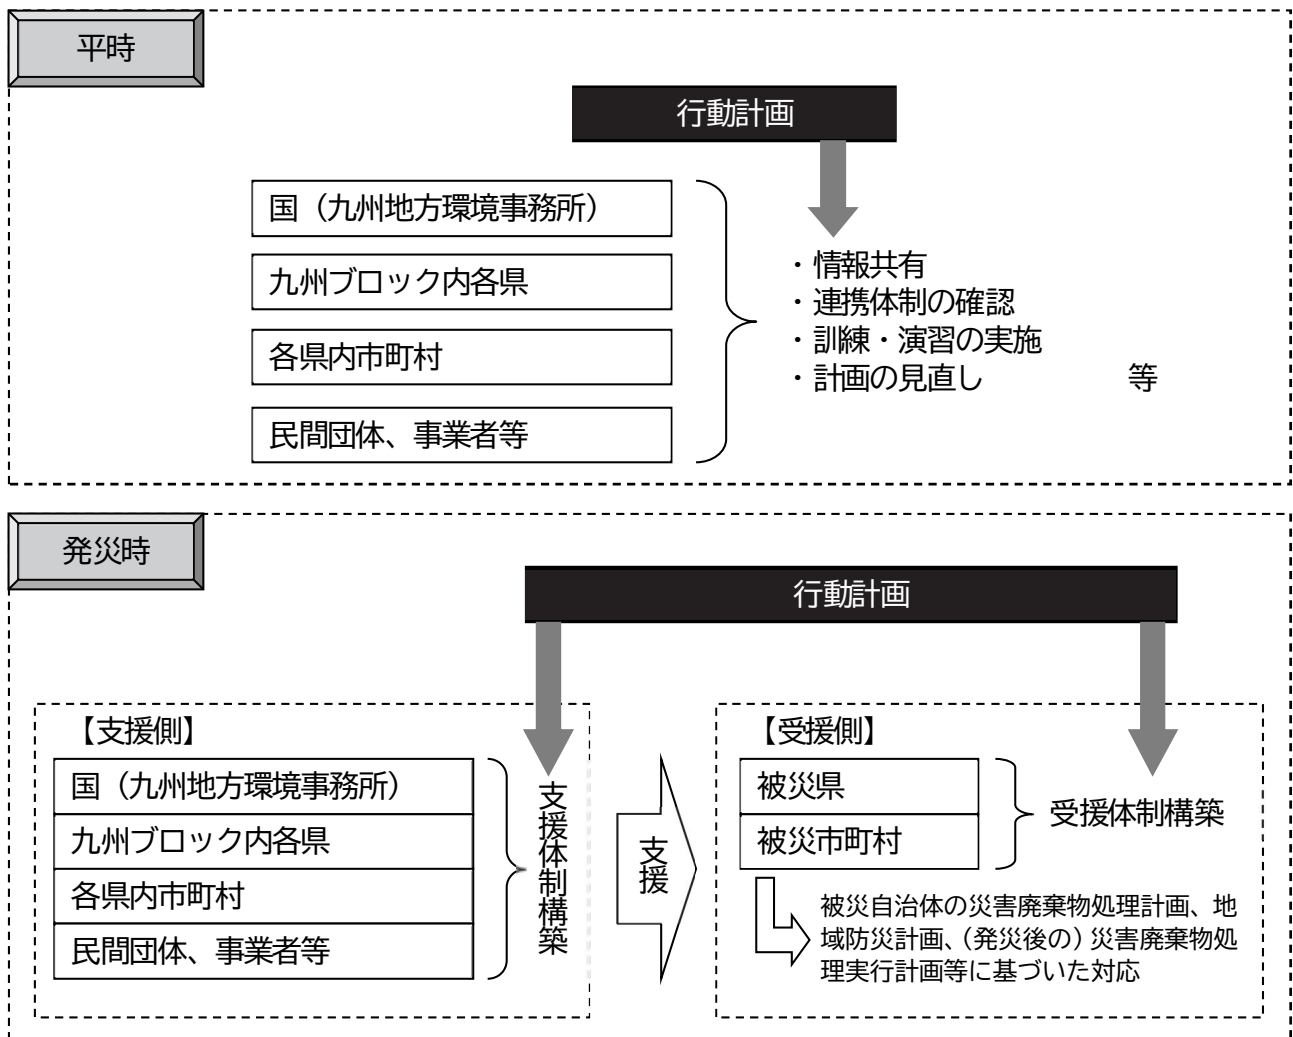 平時
行動計画
国（九州地方環境事務所）
九州ブロック内各県
各県内市町村
民間団体、事業者等
・情報共有
・連携体制の確認
・訓練・演習の実施
・計画の見直し　　　　　等
発災時
行動計画
【支援側】
国（九州地方環境事務所）
九州ブロック内各県
各県内市町村
民間団体、事業者等
支援体制構築
支援
【受援側】
被災県
被災市町村
受援体制構築
被災自治体の災害廃棄物処理計画、地
域防災計画、（発災後の）災害廃棄物処
理実行計画等に基づいた対応